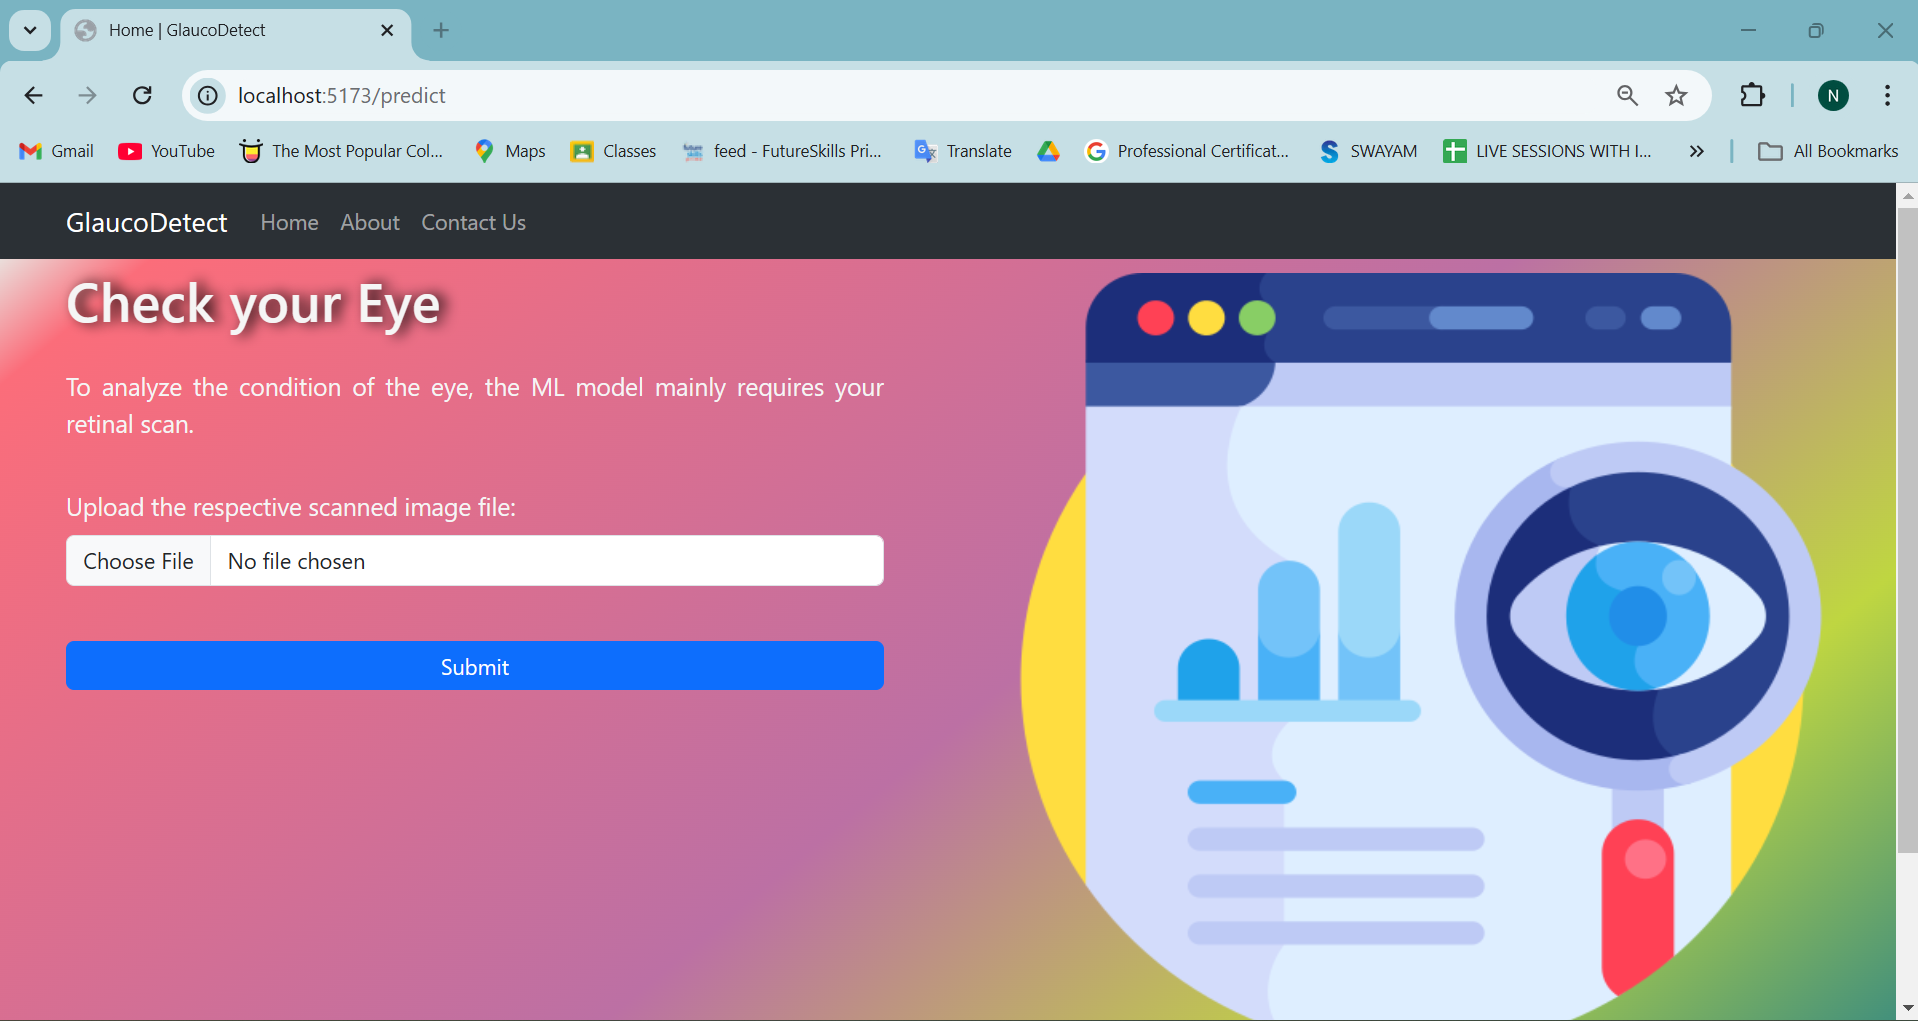 Home | GlaucoDetect
localhost:5173/predict
N
Gmail YouTube The Most Popular Col... Maps Classes feed - FutureSkills Pri... Translate Professional Certificat... SWAYAM LIVE SESSIONS WITH I... All Bookmarks
GlaucoDetect Home About Contact Us
Check your Eye
To analyze the condition of the eye, the ML model mainly requires your
retinal scan.
Upload the respective scanned image file:
Choose File No file chosen
Submit